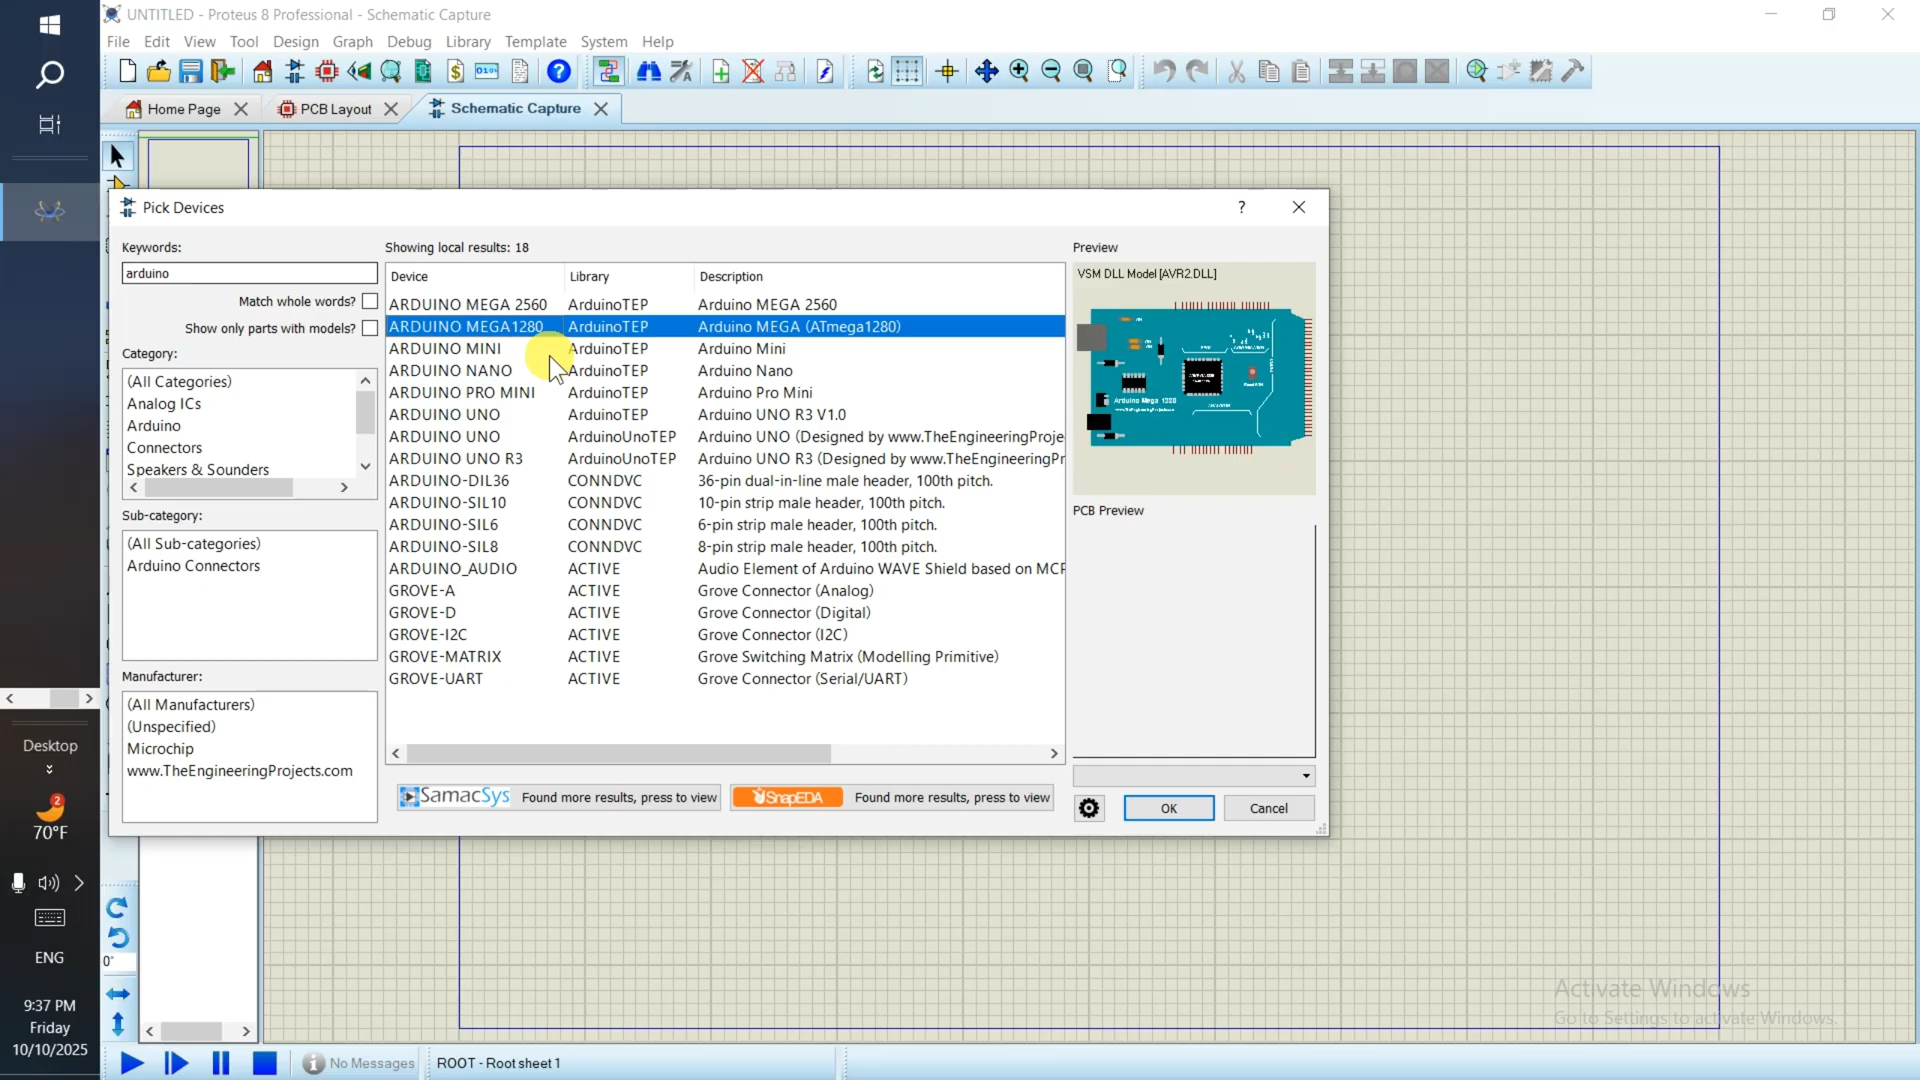 UNTITLED - Proteus 8 Professional - Schematic Capture
File Edit View Tool Design Graph Debug Library Template System Help
Home Page
PCB Layout
Schematic Capture
Pick Devices
?
Keywords:
arduino
Match whole words?
Show only parts with models?
Category:
(All Categories)
Analog ICs
Arduino
Connectors
Speakers & Sounders
Sub-category:
(All Sub-categories)
Arduino Connectors
Manufacturer:
(All Manufacturers)
(Unspecified)
Microchip
www.TheEngineeringProjects.com
Showing local results: 18
Device Library Description
ARDUINO MEGA 2560 ArduinoTEP Arduino MEGA 2560
ARDUINO MEGA1280 ArduinoTEP Arduino MEGA (ATmega1280)
ARDUINO MINI ArduinoTEP Arduino Mini
ARDUINO NANO ArduinoTEP Arduino Nano
ARDUINO PRO MINI ArduinoTEP Arduino Pro Mini
ARDUINO UNO ArduinoTEP Arduino UNO R3 V1.0
ARDUINO UNO ArduinoUnoTEP Arduino UNO (Designed by www.TheEngineeringProje
ARDUINO UNO R3 ArduinoUnoTEP Arduino UNO R3 (Designed by www.TheEngineeringPr
ARDUINO-DIL36 CONNDVC 36-pin dual-in-line male header, 100th pitch.
ARDUINO-SIL10 CONNDVC 10-pin strip male header, 100th pitch.
ARDUINO-SIL6 CONNDVC 6-pin strip male header, 100th pitch.
ARDUINO-SIL8 CONNDVC 8-pin strip male header, 100th pitch.
ARDUINO_AUDIO ACTIVE Audio Element of Arduino WAVE Shield based on MCP
GROVE-A ACTIVE Grove Connector (Analog)
GROVE-D ACTIVE Grove Connector (Digital)
GROVE-I2C ACTIVE Grove Connector (I2C)
GROVE-MATRIX ACTIVE Grove Switching Matrix (Modelling Primitive)
GROVE-UART ACTIVE Grove Connector (Serial/UART)
SamacSys Found more results, press to view
SnapEDA Found more results, press to view
Preview
VSM DLL Model [AVR2.DLL]
Arduino Mega 1280
PCB Preview
OK
Cancel
Desktop
2
70°F
ENG
9:37 PM
Friday
10/10/2025
0°
No Messages
ROOT - Root sheet 1
Activate Windows
Go to Settings to activate Windows.